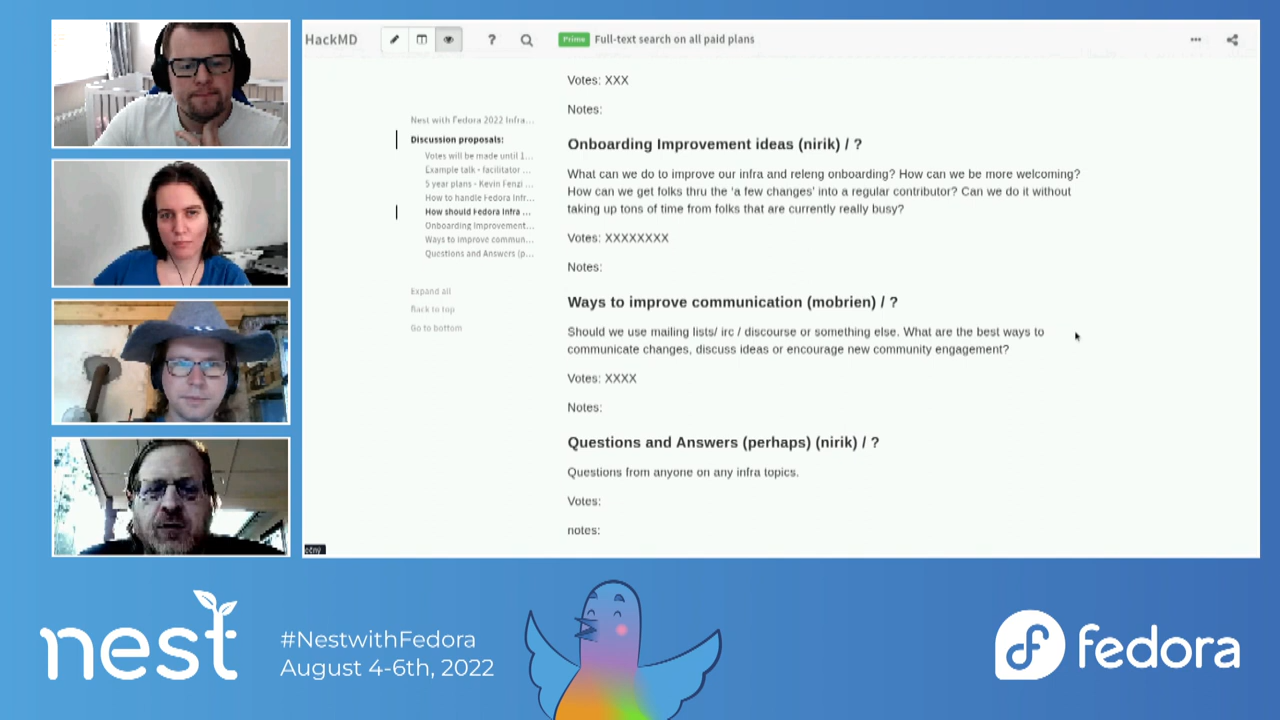 HackMD
Prime Full-text search on all paid plans
Nest with Fedora 2022 Infra...
Discussion proposals:
Votes will be made until 1...
Example talk - facilitator ...
5 year plans - Kevin Fenzi ...
How to handle Fedora Infr...
How should Fedora Infra ...
Onboarding Improvement...
Ways to improve commun...
Questions and Answers (p...
Expand all
Back to top
Go to bottom
Votes: XXX
Notes:
Onboarding Improvement ideas (nirik) / ?
What can we do to improve our infra and releng onboarding? How can we be more welcoming?
How can we get folks thru the ‘a few changes’ into a regular contributor? Can we do it without
taking up tons of time from folks that are currently really busy?
Votes: XXXXXXXX
Notes:
Ways to improve communication (mobrien) / ?
Should we use mailing lists/ irc / discourse or something else. What are the best ways to
communicate changes, discuss ideas or encourage new community engagement?
Votes: XXXX
Notes:
Questions and Answers (perhaps) (nirik) / ?
Questions from anyone on any infra topics.
Votes:
notes:
nest
#NestwithFedora
August 4-6th, 2022
fedora